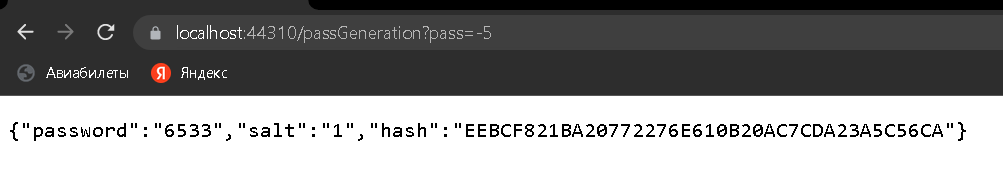 localhost:44310/passGeneration?pass=-5
Авиабилеты Я Яндекс
{"password":"6533","salt":"1","hash":"EEBCF821BA20772276E610B20AC7CDA23A5C56CA"}